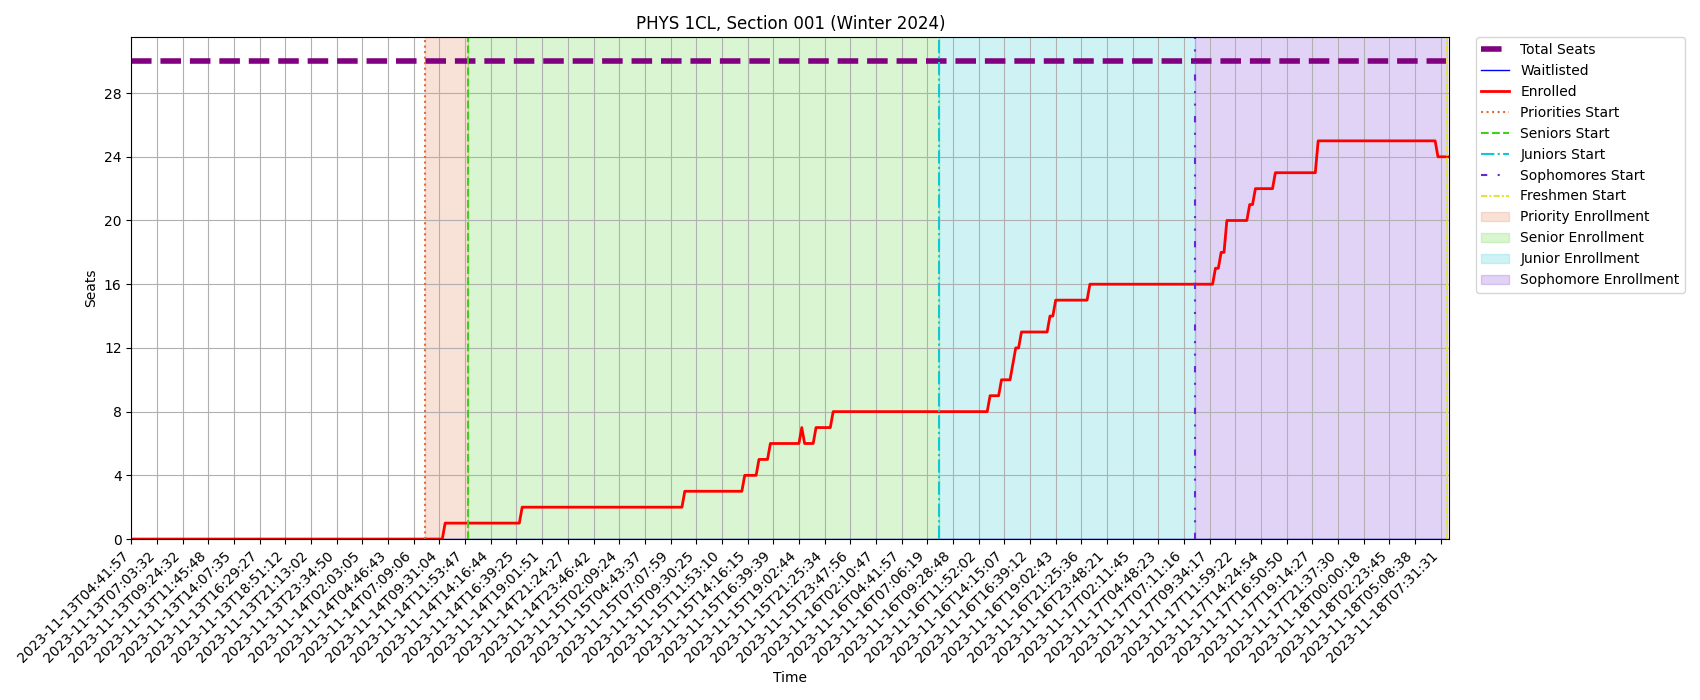 PHYS 1CL, Section 001 (Winter 2024)
Total Seats
Waitlisted
Enrolled
Priorities Start
Seniors Start
Juniors Start
Sophomores Start
Freshmen Start
Priority Enrollment
Senior Enrollment
Junior Enrollment
Sophomore Enrollment
Seats
28
24
20
16
12
8
4
0
2023-11-13T04:41:57
2023-11-13T07:03:32
2023-11-13T09:24:32
2023-11-13T11:45:48
2023-11-13T14:07:35
2023-11-13T16:29:27
2023-11-13T18:51:12
2023-11-13T21:13:02
2023-11-13T23:34:50
2023-11-14T02:03:05
2023-11-14T04:46:43
2023-11-14T07:09:06
2023-11-14T09:31:04
2023-11-14T11:53:47
2023-11-14T14:16:44
2023-11-14T16:39:25
2023-11-14T19:01:51
2023-11-14T21:24:27
2023-11-14T23:46:42
2023-11-15T02:09:24
2023-11-15T04:43:37
2023-11-15T07:07:59
2023-11-15T09:30:25
2023-11-15T11:53:10
2023-11-15T14:16:15
2023-11-15T16:39:39
2023-11-15T19:02:44
2023-11-15T21:25:34
2023-11-15T23:47:56
2023-11-16T02:10:47
2023-11-16T04:41:57
2023-11-16T07:06:19
2023-11-16T09:28:48
2023-11-16T11:52:02
2023-11-16T14:15:07
2023-11-16T16:39:12
2023-11-16T19:02:43
2023-11-16T21:25:36
2023-11-16T23:48:21
2023-11-17T02:11:45
2023-11-17T04:48:23
2023-11-17T07:11:16
2023-11-17T09:34:17
2023-11-17T11:59:22
2023-11-17T14:24:54
2023-11-17T16:50:50
2023-11-17T19:14:27
2023-11-17T21:37:30
2023-11-18T00:00:18
2023-11-18T02:23:45
2023-11-18T05:08:38
2023-11-18T07:31:31
Time